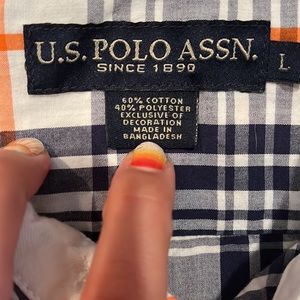 U.S. POLO ASSN.
SINCE 1890
L
60% COTTON
40% POLYESTER
EXCLUSIVE OF
DECORATION
MADE IN
BANGLADESH